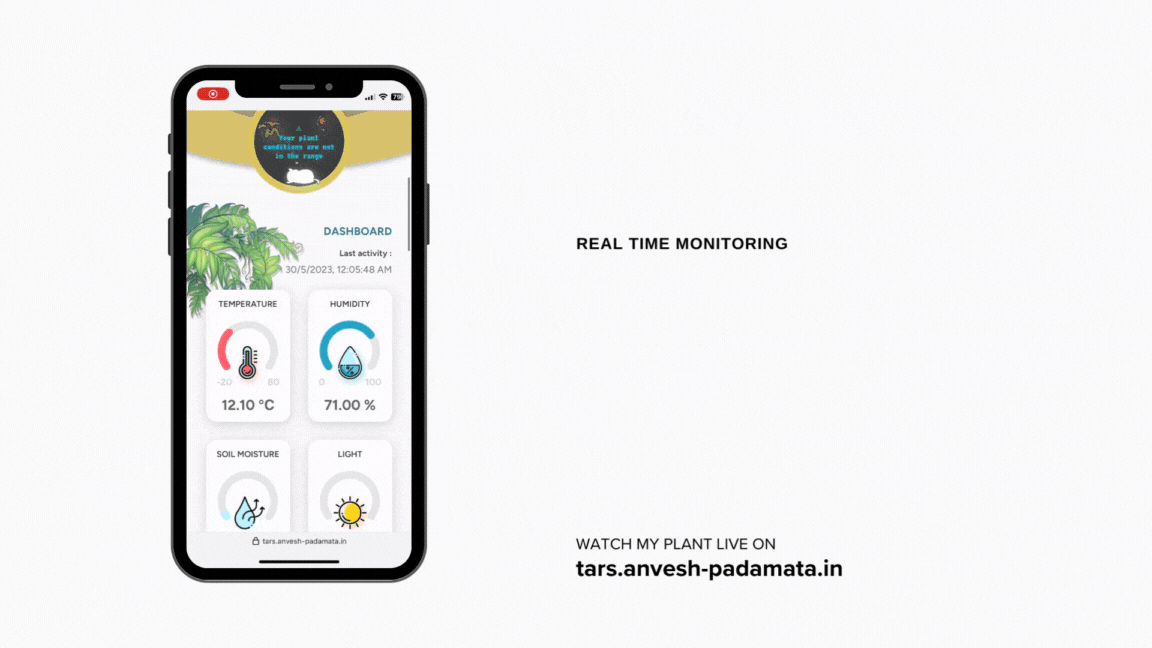 79
Your plant
conditions are not
in the range
DASHBOARD
Last activity :
30/5/2023, 12:05:48 AM
TEMPERATURE
HUMIDITY
-20
80
0
100
12.10 °C
71.00 %
SOIL MOISTURE
LIGHT
tars.anvesh-padamata.in
REAL TIME MONITORING
WATCH MY PLANT LIVE ON
tars.anvesh-padamata.in